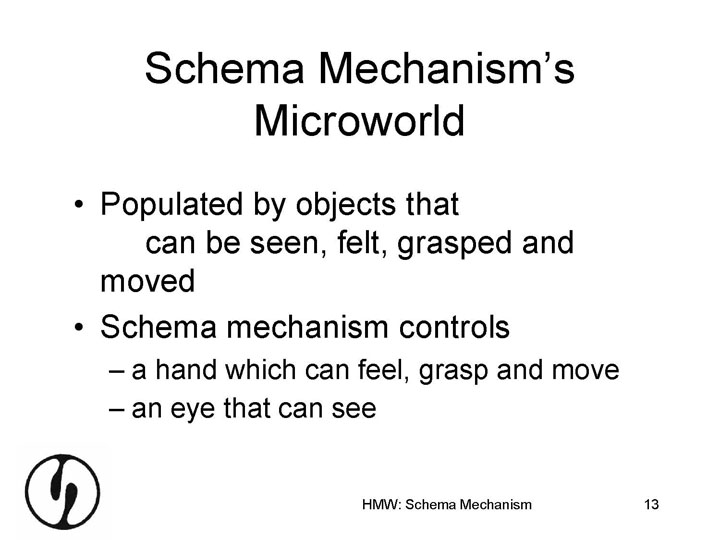 Schema Mechanism’s
Microworld
• Populated by objects that
can be seen, felt, grasped and
moved
• Schema mechanism controls
– a hand which can feel, grasp and move
– an eye that can see
HMW: Schema Mechanism 13